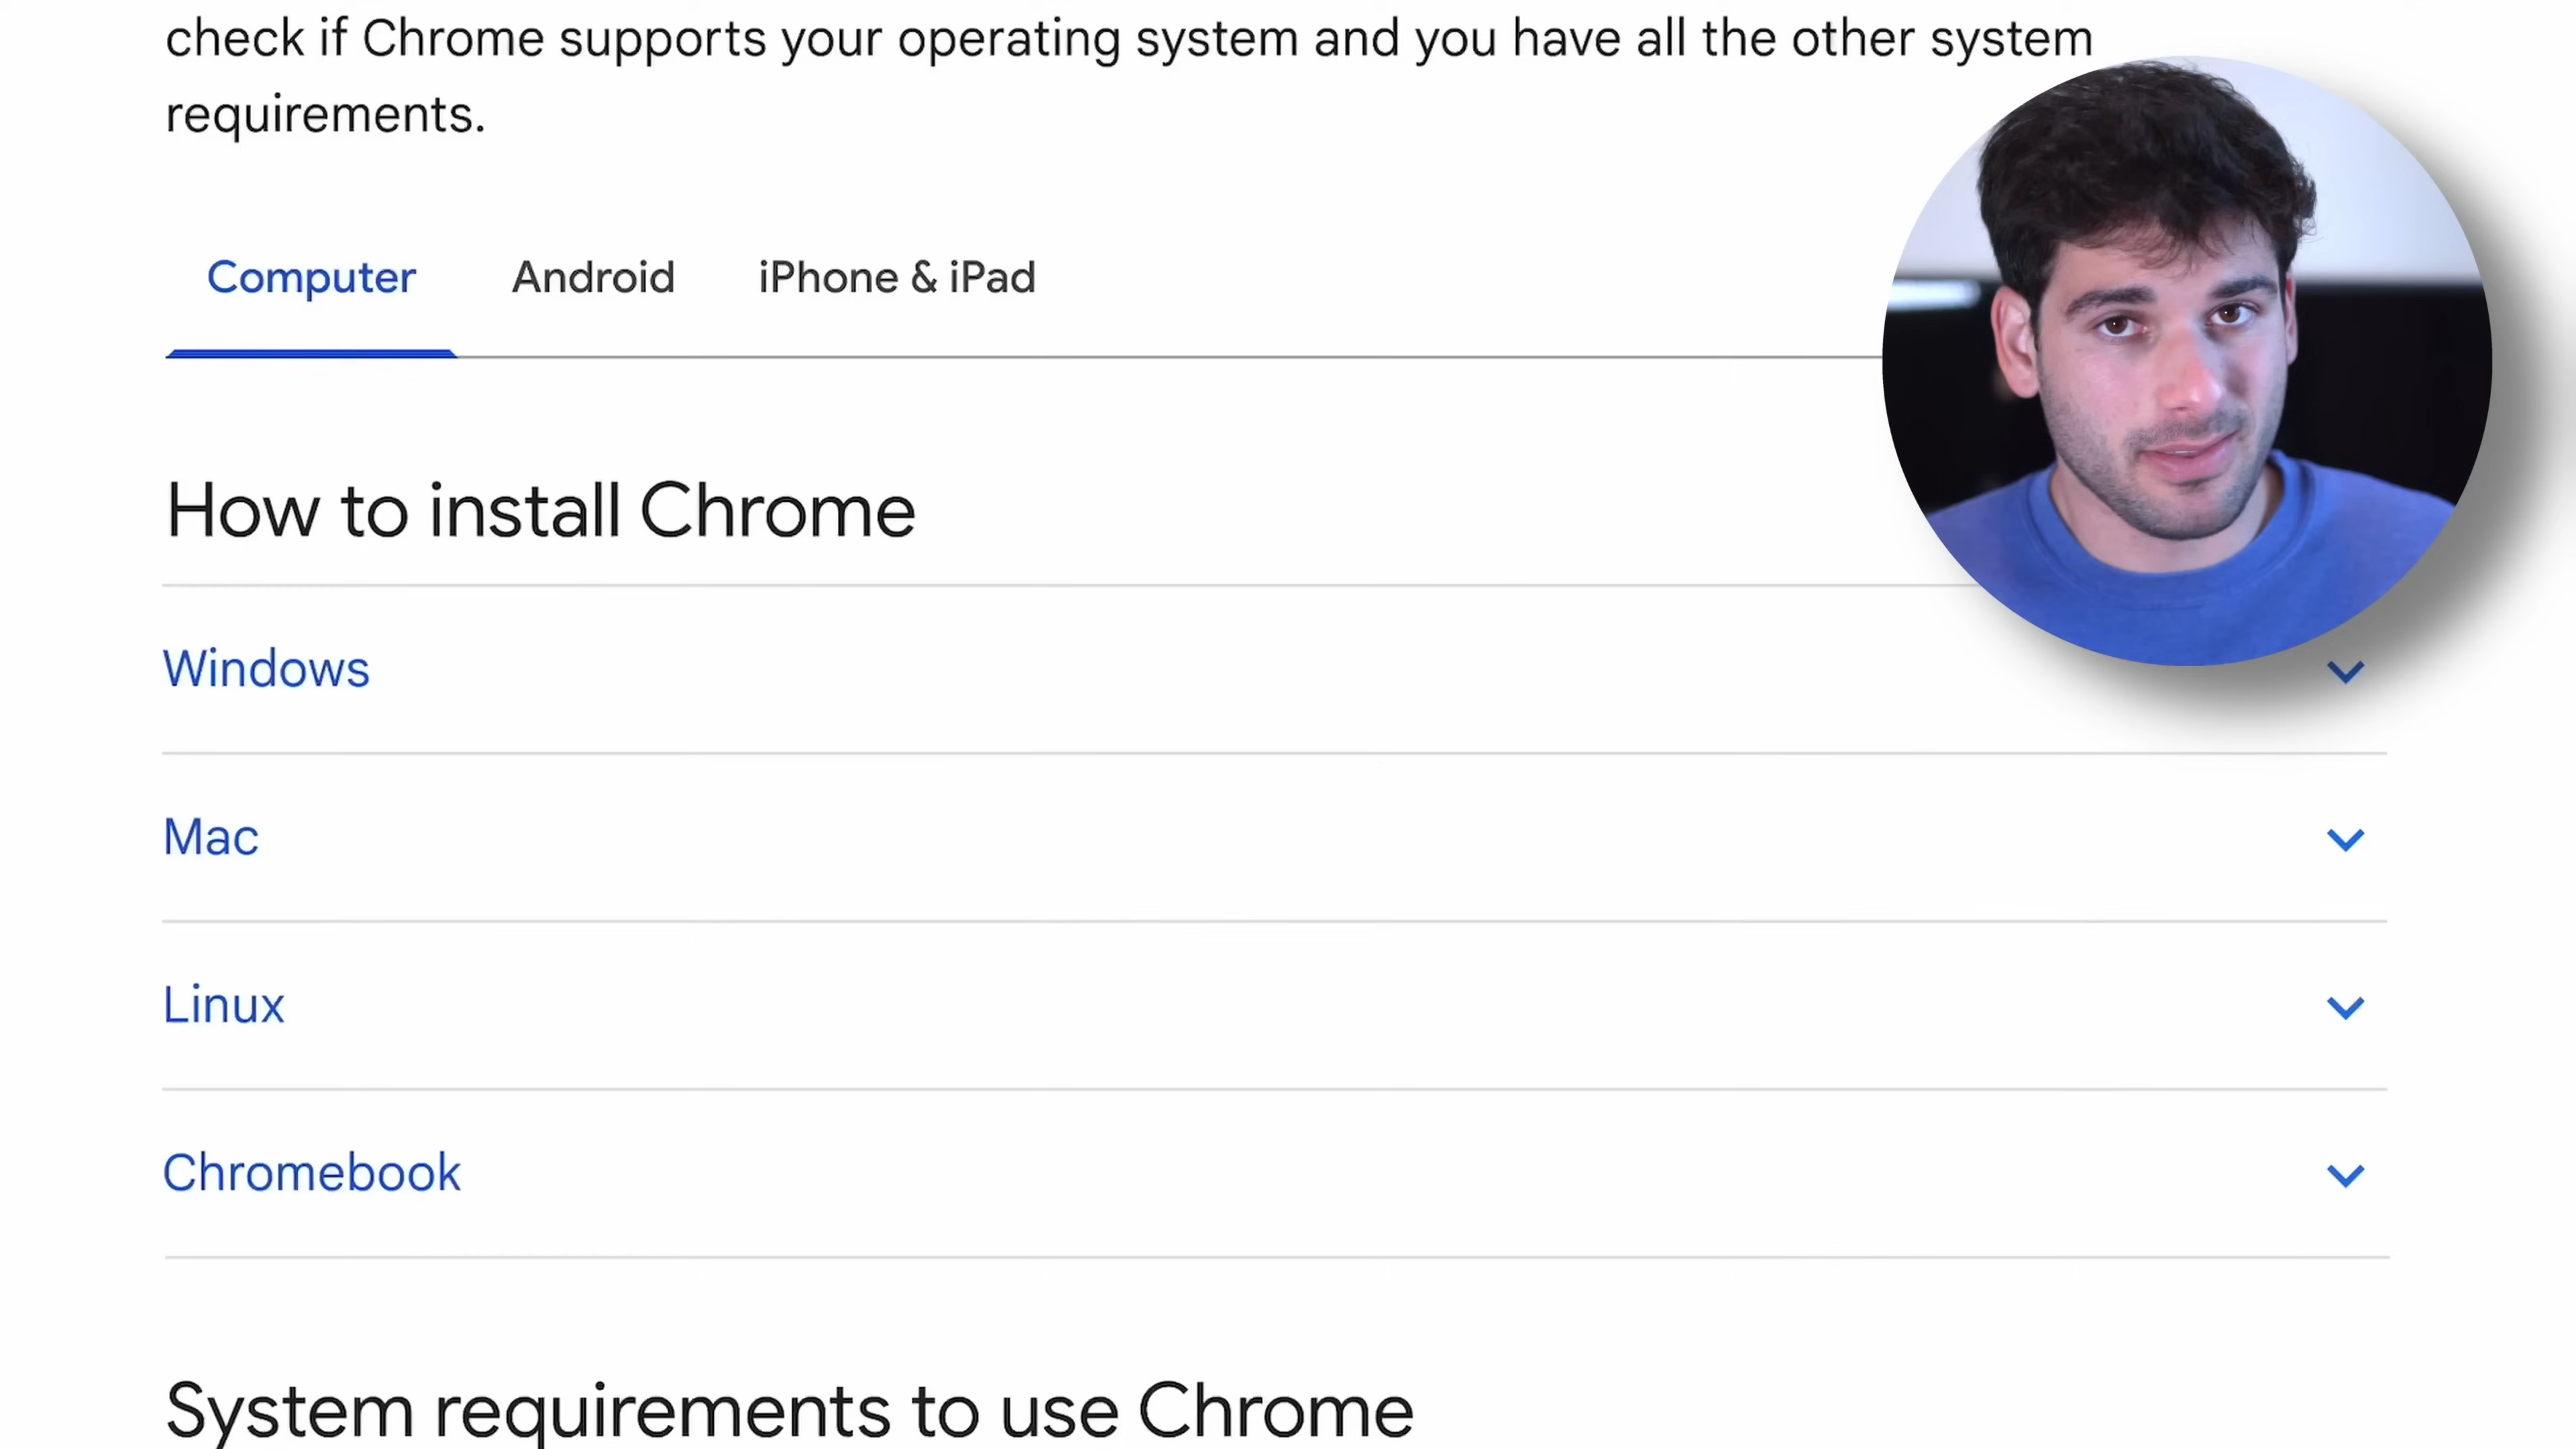 check if Chrome supports your operating system and you have all the other system
requirements.
Computer
Android
iPhone & iPad
How to install Chrome
Windows
Mac
Linux
Chromebook
System requirements to use Chrome